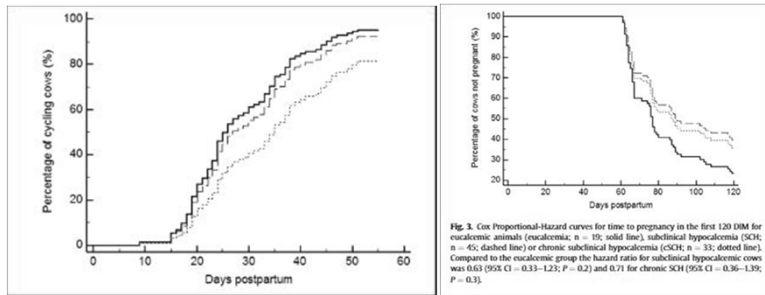 Percentage of cycling cows (%)
100
80
60
40
20
0
0 10 20 30 40 50 60
Days postpartum
Percentage of cows not pregnant (%)
100
90
80
70
60
50
40
30
20
0 20 40 60 80 100 120
Days postpartum
Fig. 3. Cox Proportional-Hazard curves for time to pregnancy in the first 120 DIM for
eucalcemic animals (eucalcemia; n = 19; solid line), subclinical hypocalcemia (SCH;
n = 45; dashed line) or chronic subclinical hypocalcemia (cSCH; n = 33; dotted line).
Compared to the eucalcemic group the hazard ratio for subclinical hypocalcemic cows
was 0.63 (95% CI = 0.33–1.23; P = 0.2) and 0.71 for chronic SCH (95% CI = 0.36–1.39;
P = 0.3).